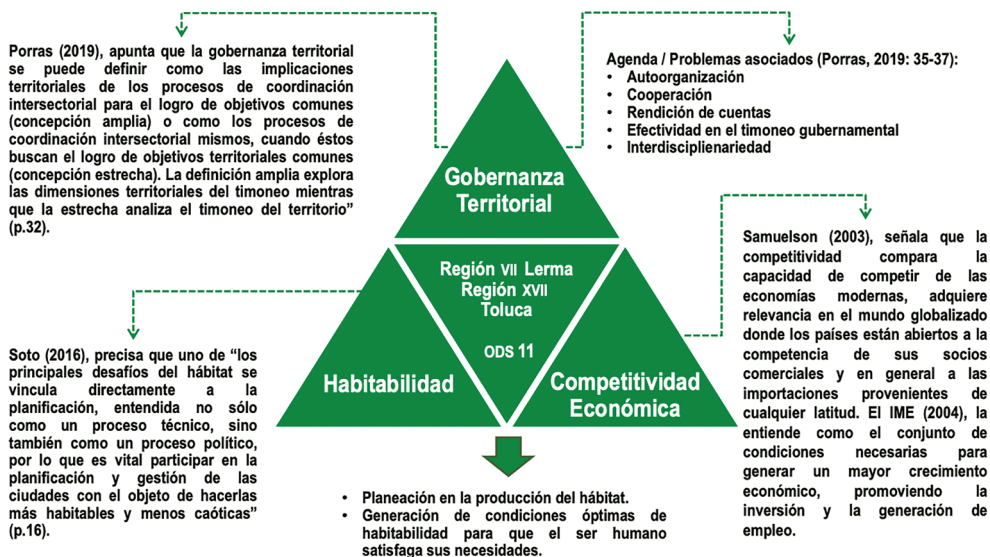 Porras (2019), apunta que la gobernanza territorial
se puede definir como las implicaciones
territoriales de los procesos de coordinación
intersectorial para el logro de objetivos comunes
(concepción amplia) o como los procesos de
coordinación intersectorial mismos, cuando éstos
buscan el logro de objetivos territoriales comunes
(concepción estrecha). La definición amplia explora
las dimensiones territoriales del timoneo mientras
que la estrecha analiza el timoneo del territorio”
(p.32).
Agenda / Problemas asociados (Porras, 2019: 35-37):
• Autoorganización
• Cooperación
• Rendición de cuentas
• Efectividad en el timoneo gubernamental
• Interdisciplienariedad
Gobernanza
Territorial
Región VII Lerma
Región XVII
Toluca
ODS 11
Habitabilidad
Competitividad
Económica
Soto (2016), precisa que uno de “los
principales desafíos del hábitat se
vincula directamente a la
planificación, entendida no sólo
como un proceso técnico, sino
también como un proceso político,
por lo que es vital participar en la
planificación y gestión de las
ciudades con el objeto de hacerlas
más habitables y menos caóticas”
(p.16).
Samuelson (2003), señala que la
competitividad compara la
capacidad de competir de las
economías modernas, adquiere
relevancia en el mundo globalizado
donde los países están abiertos a la
competencia de sus socios
comerciales y en general a las
importaciones provenientes de
cualquier latitud. El IME (2004), la
entiende como el conjunto de
condiciones necesarias para
generar un mayor crecimiento
económico, promoviendo la
inversión y la generación de
empleo.
• Planeación en la producción del hábitat.
• Generación de condiciones óptimas de
habitabilidad para que el ser humano
satisfaga sus necesidades.